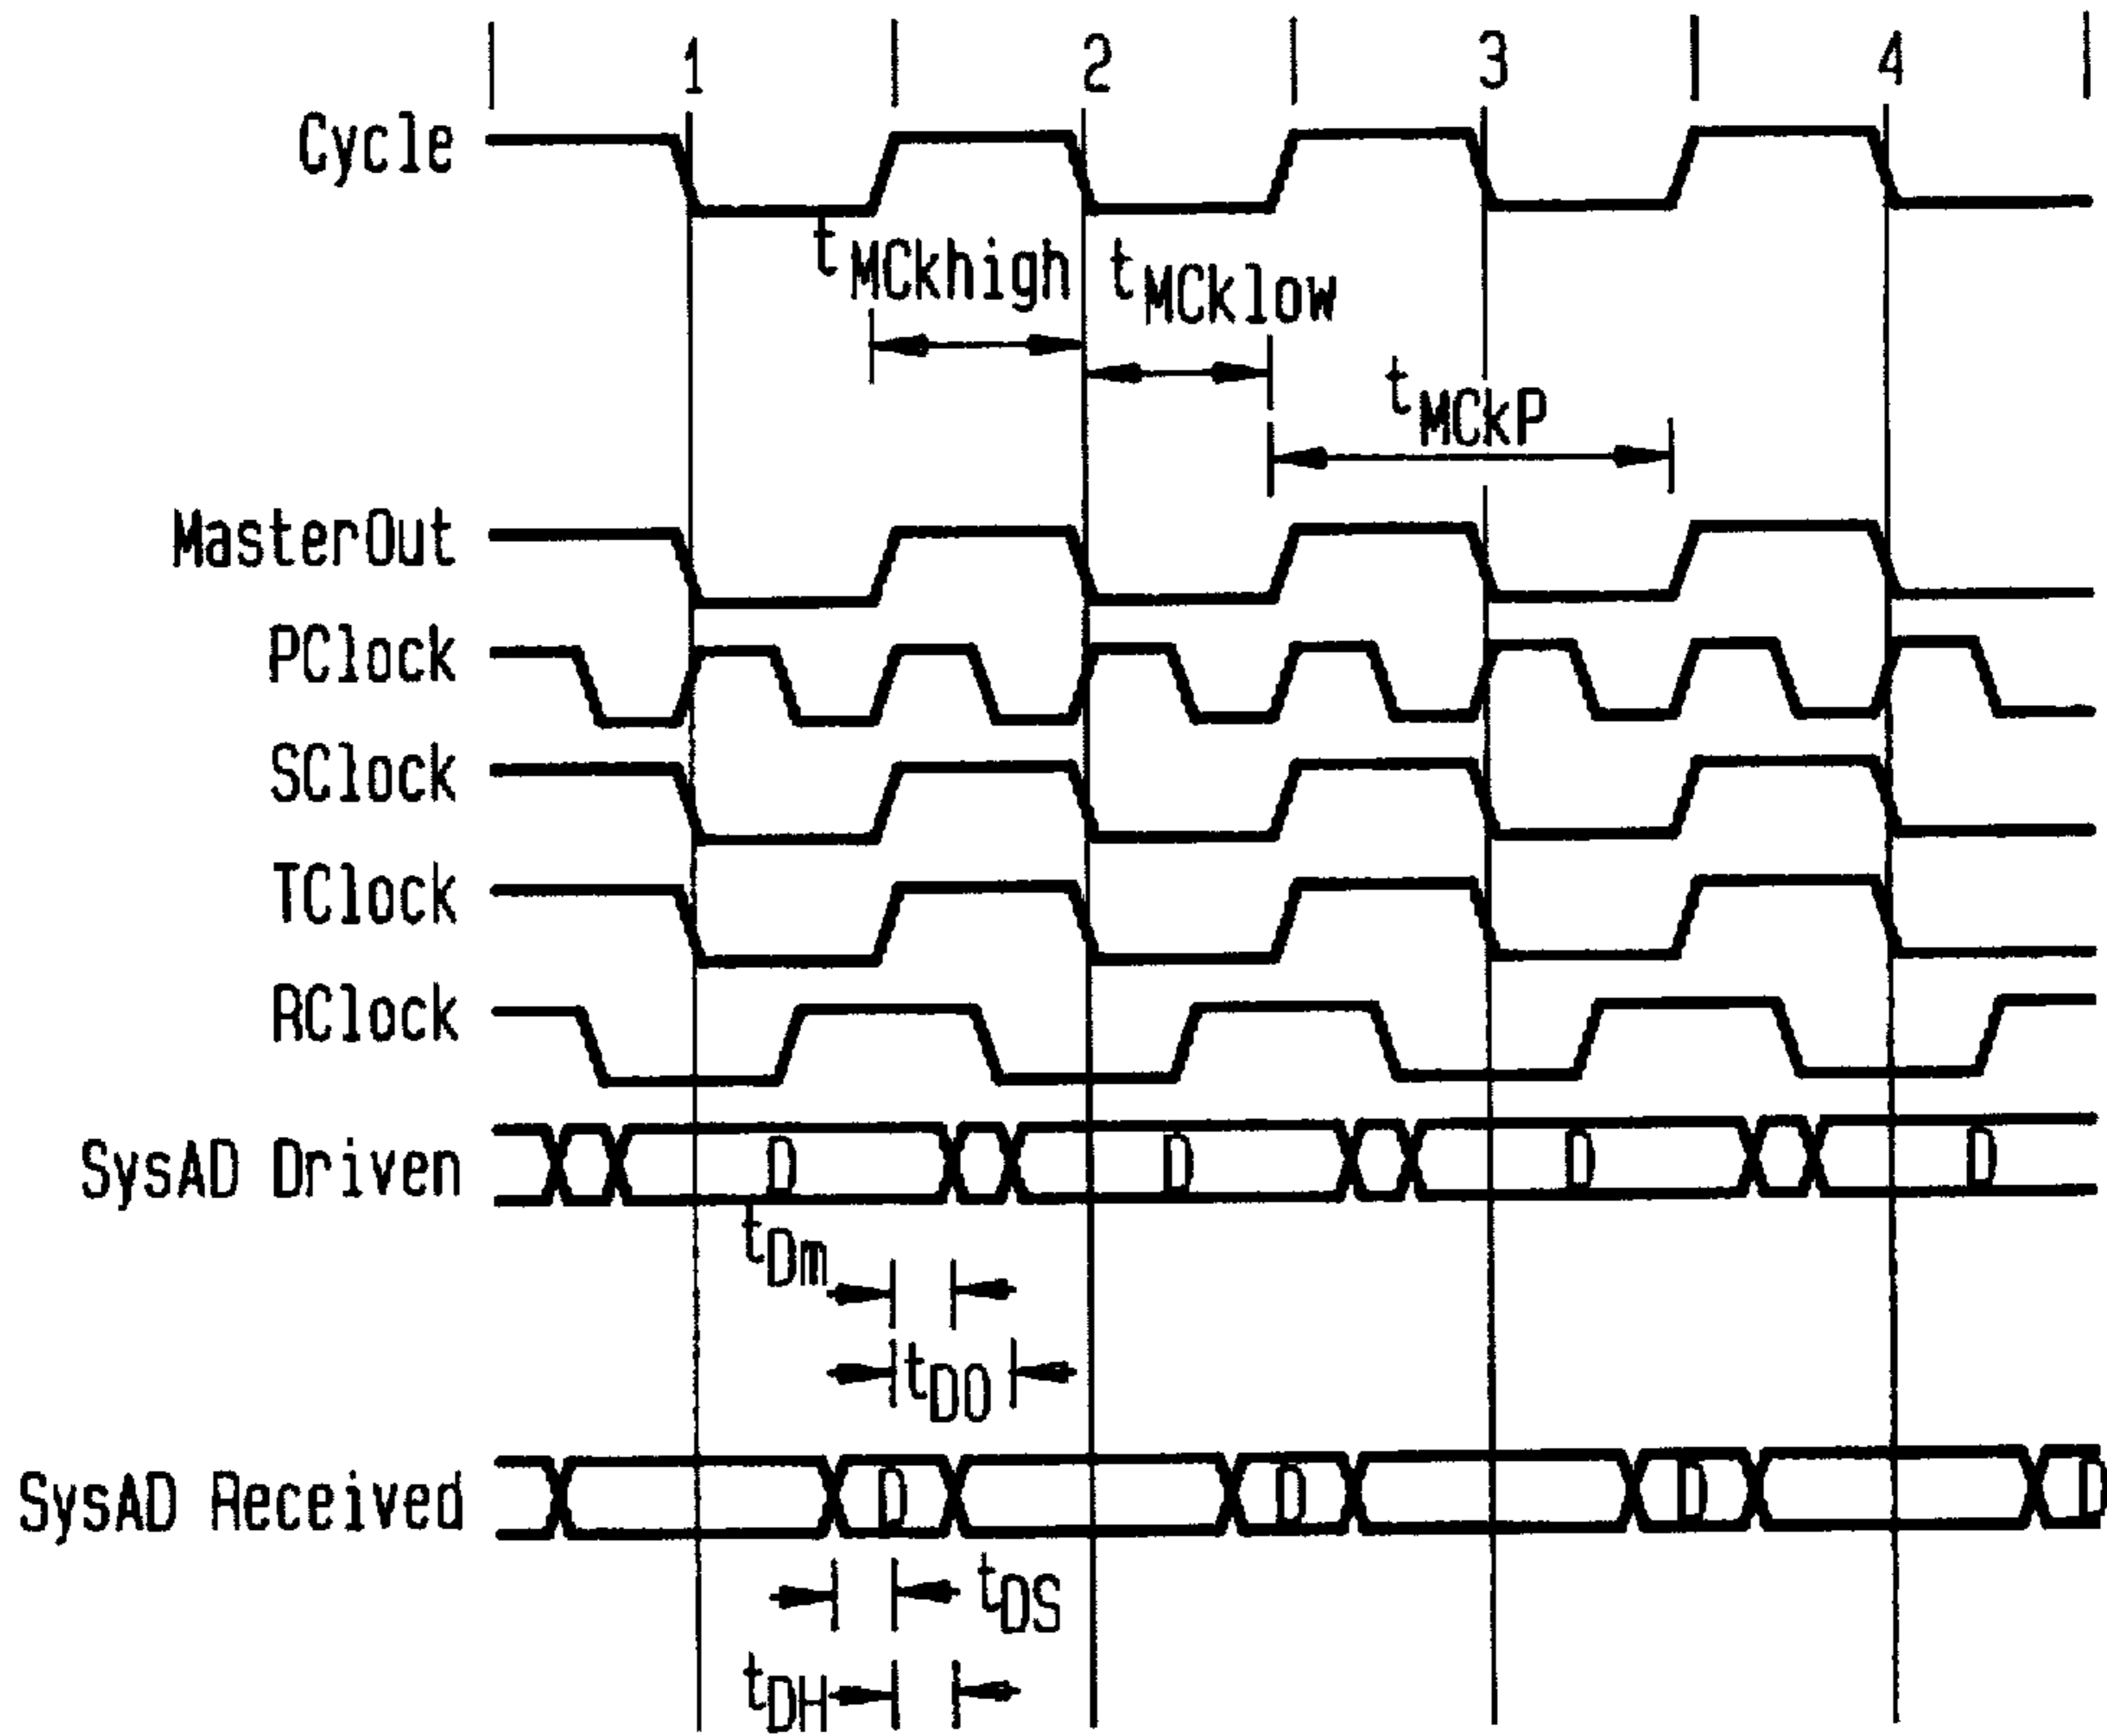 1 2 3 4
Cycle
tMCkhigh tMCklow
tMCkP
MasterOut
PClock
SClock
TClock
RClock
SysAD Driven D D D D
tDm
tDO
SysAD Received D D D D
tDS
tDH